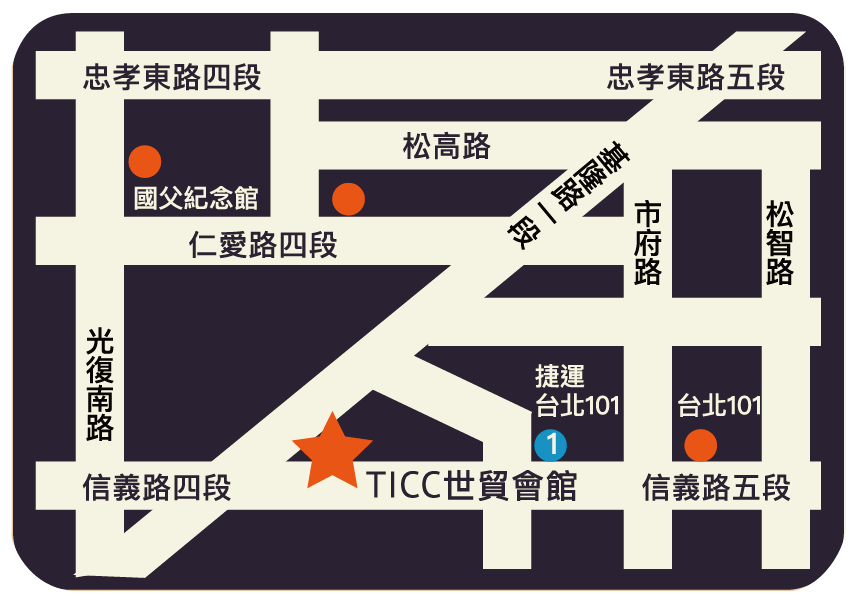 忠孝東路四段
忠孝東路五段
松高路
基隆路一段
國父紀念館
市府路
松智路
仁愛路四段
光復南路
捷運
台北101
台北101
1
信義路四段
TICC世貿會館
信義路五段